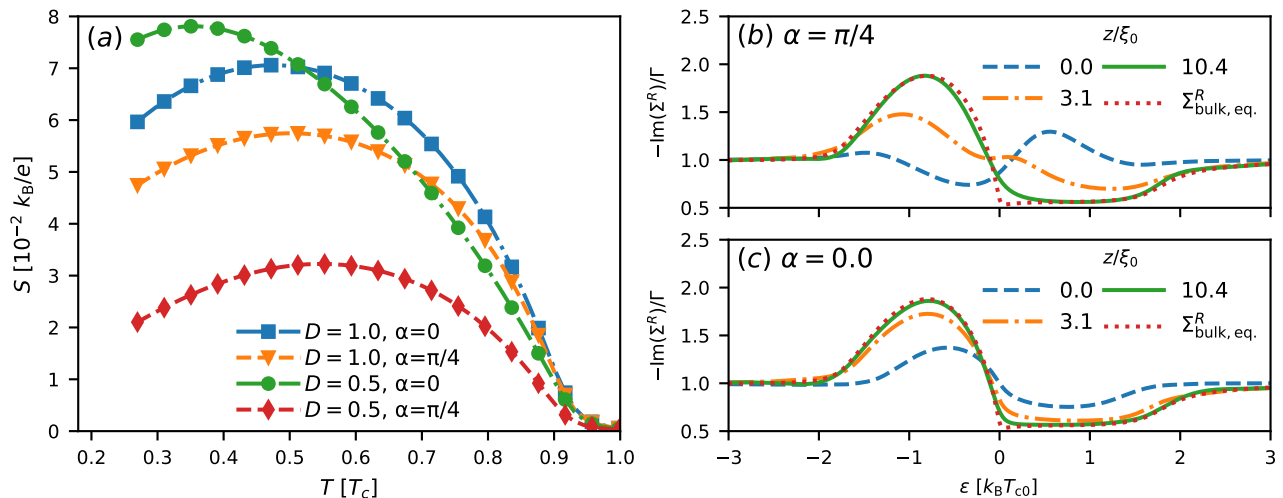 (a)
S [10⁻² k_B/e]
8
7
6
5
4
3
2
1
0
D = 1.0, α=0
D = 1.0, α=π/4
D = 0.5, α=0
D = 0.5, α=π/4
0.2 0.3 0.4 0.5 0.6 0.7 0.8 0.9 1.0
T [T_c]
(b) α = π/4
z/ξ₀
0.0 10.4
3.1 Σ^R_bulk, eq.
−Im(Σ^R)/Γ
2.5
2.0
1.5
1.0
0.5
(c) α = 0.0
z/ξ₀
0.0 10.4
3.1 Σ^R_bulk, eq.
−Im(Σ^R)/Γ
2.5
2.0
1.5
1.0
0.5
−3 −2 −1 0 1 2 3
ε [k_B T_c0]